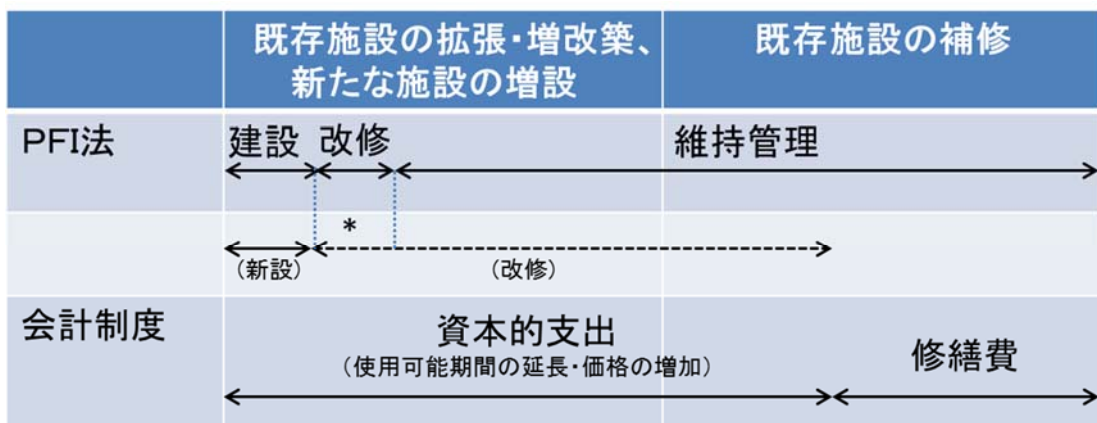 既存施設の拡張・増改築、
新たな施設の増設
既存施設の補修
PFI法
建設 改修
維持管理
*
(新設)
(改修)
会計制度
資本的支出
(使用可能期間の延長・価格の増加)
修繕費